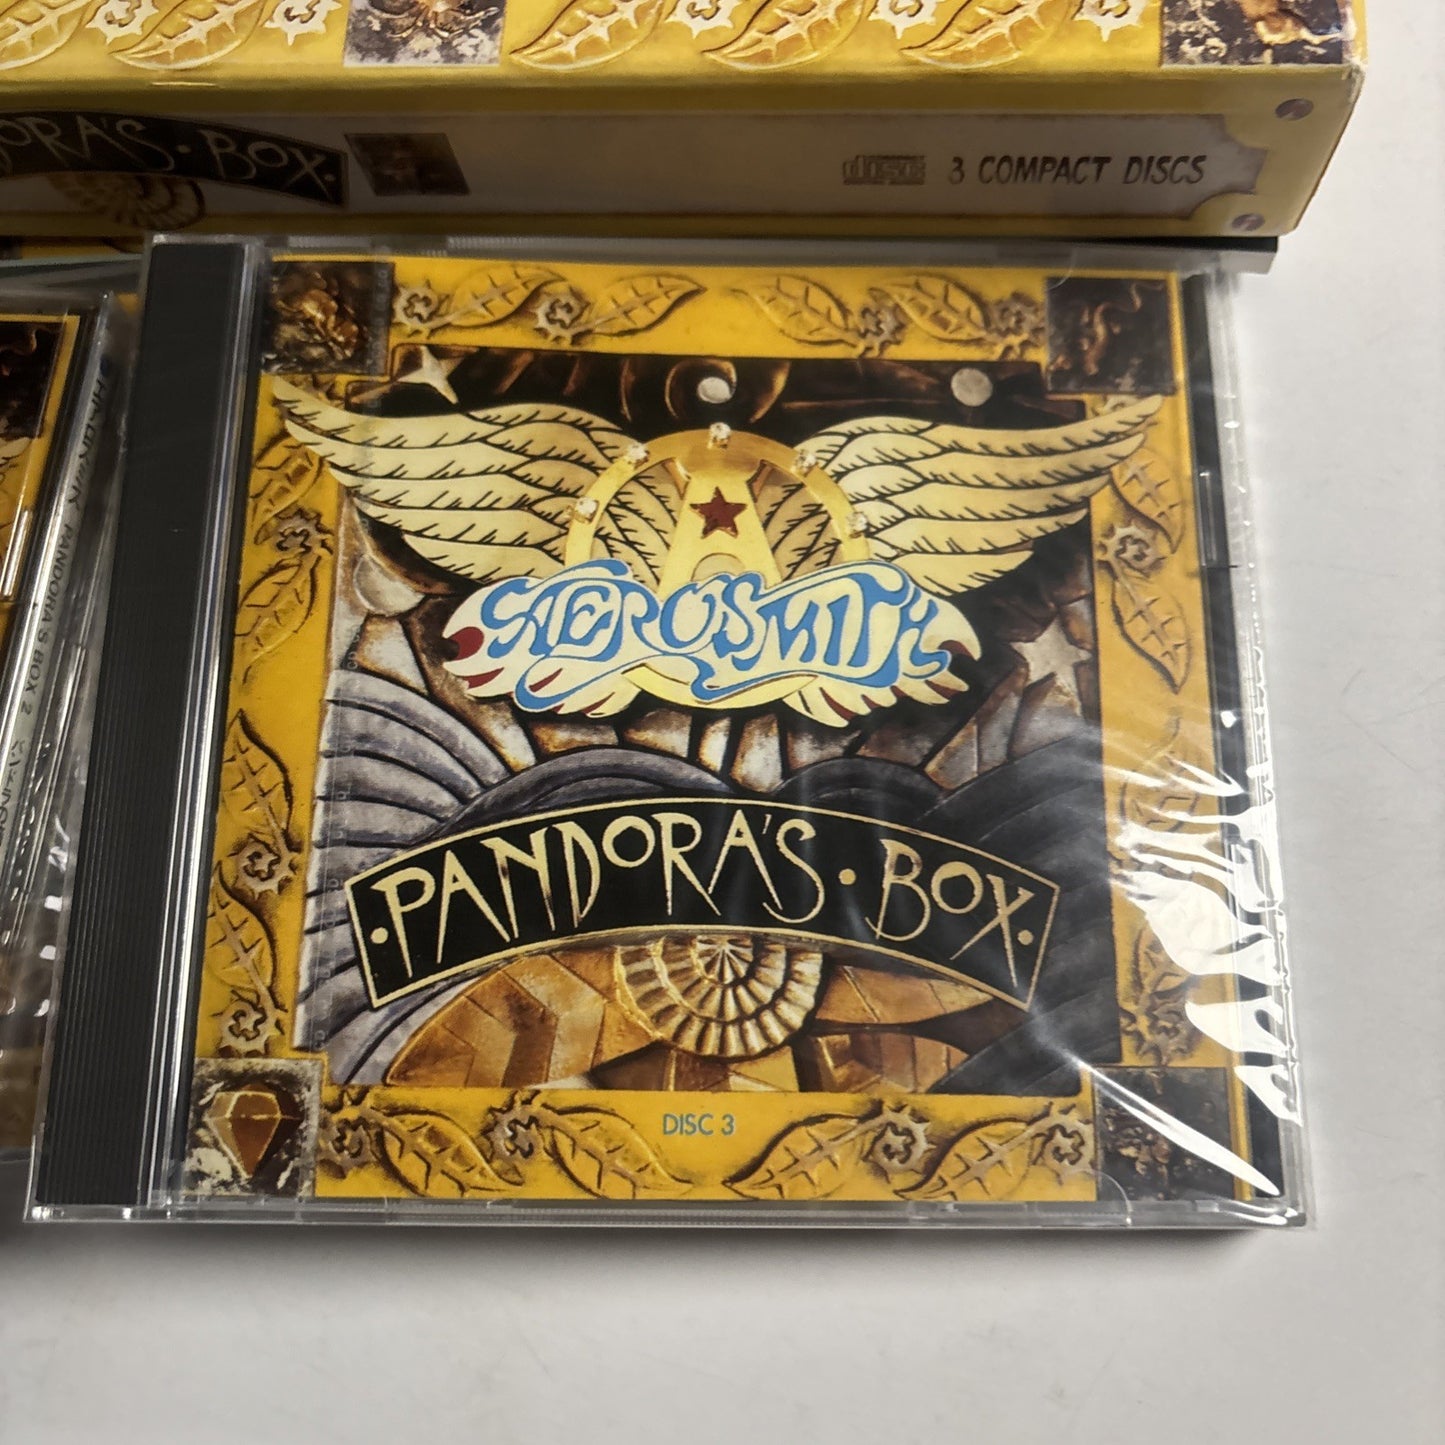 PANDORA'S · BOX
3 COMPACT DISCS
AEROSMITH
· PANDORA'S · BOX ·
DISC 3
PANDORA'S BOX 2